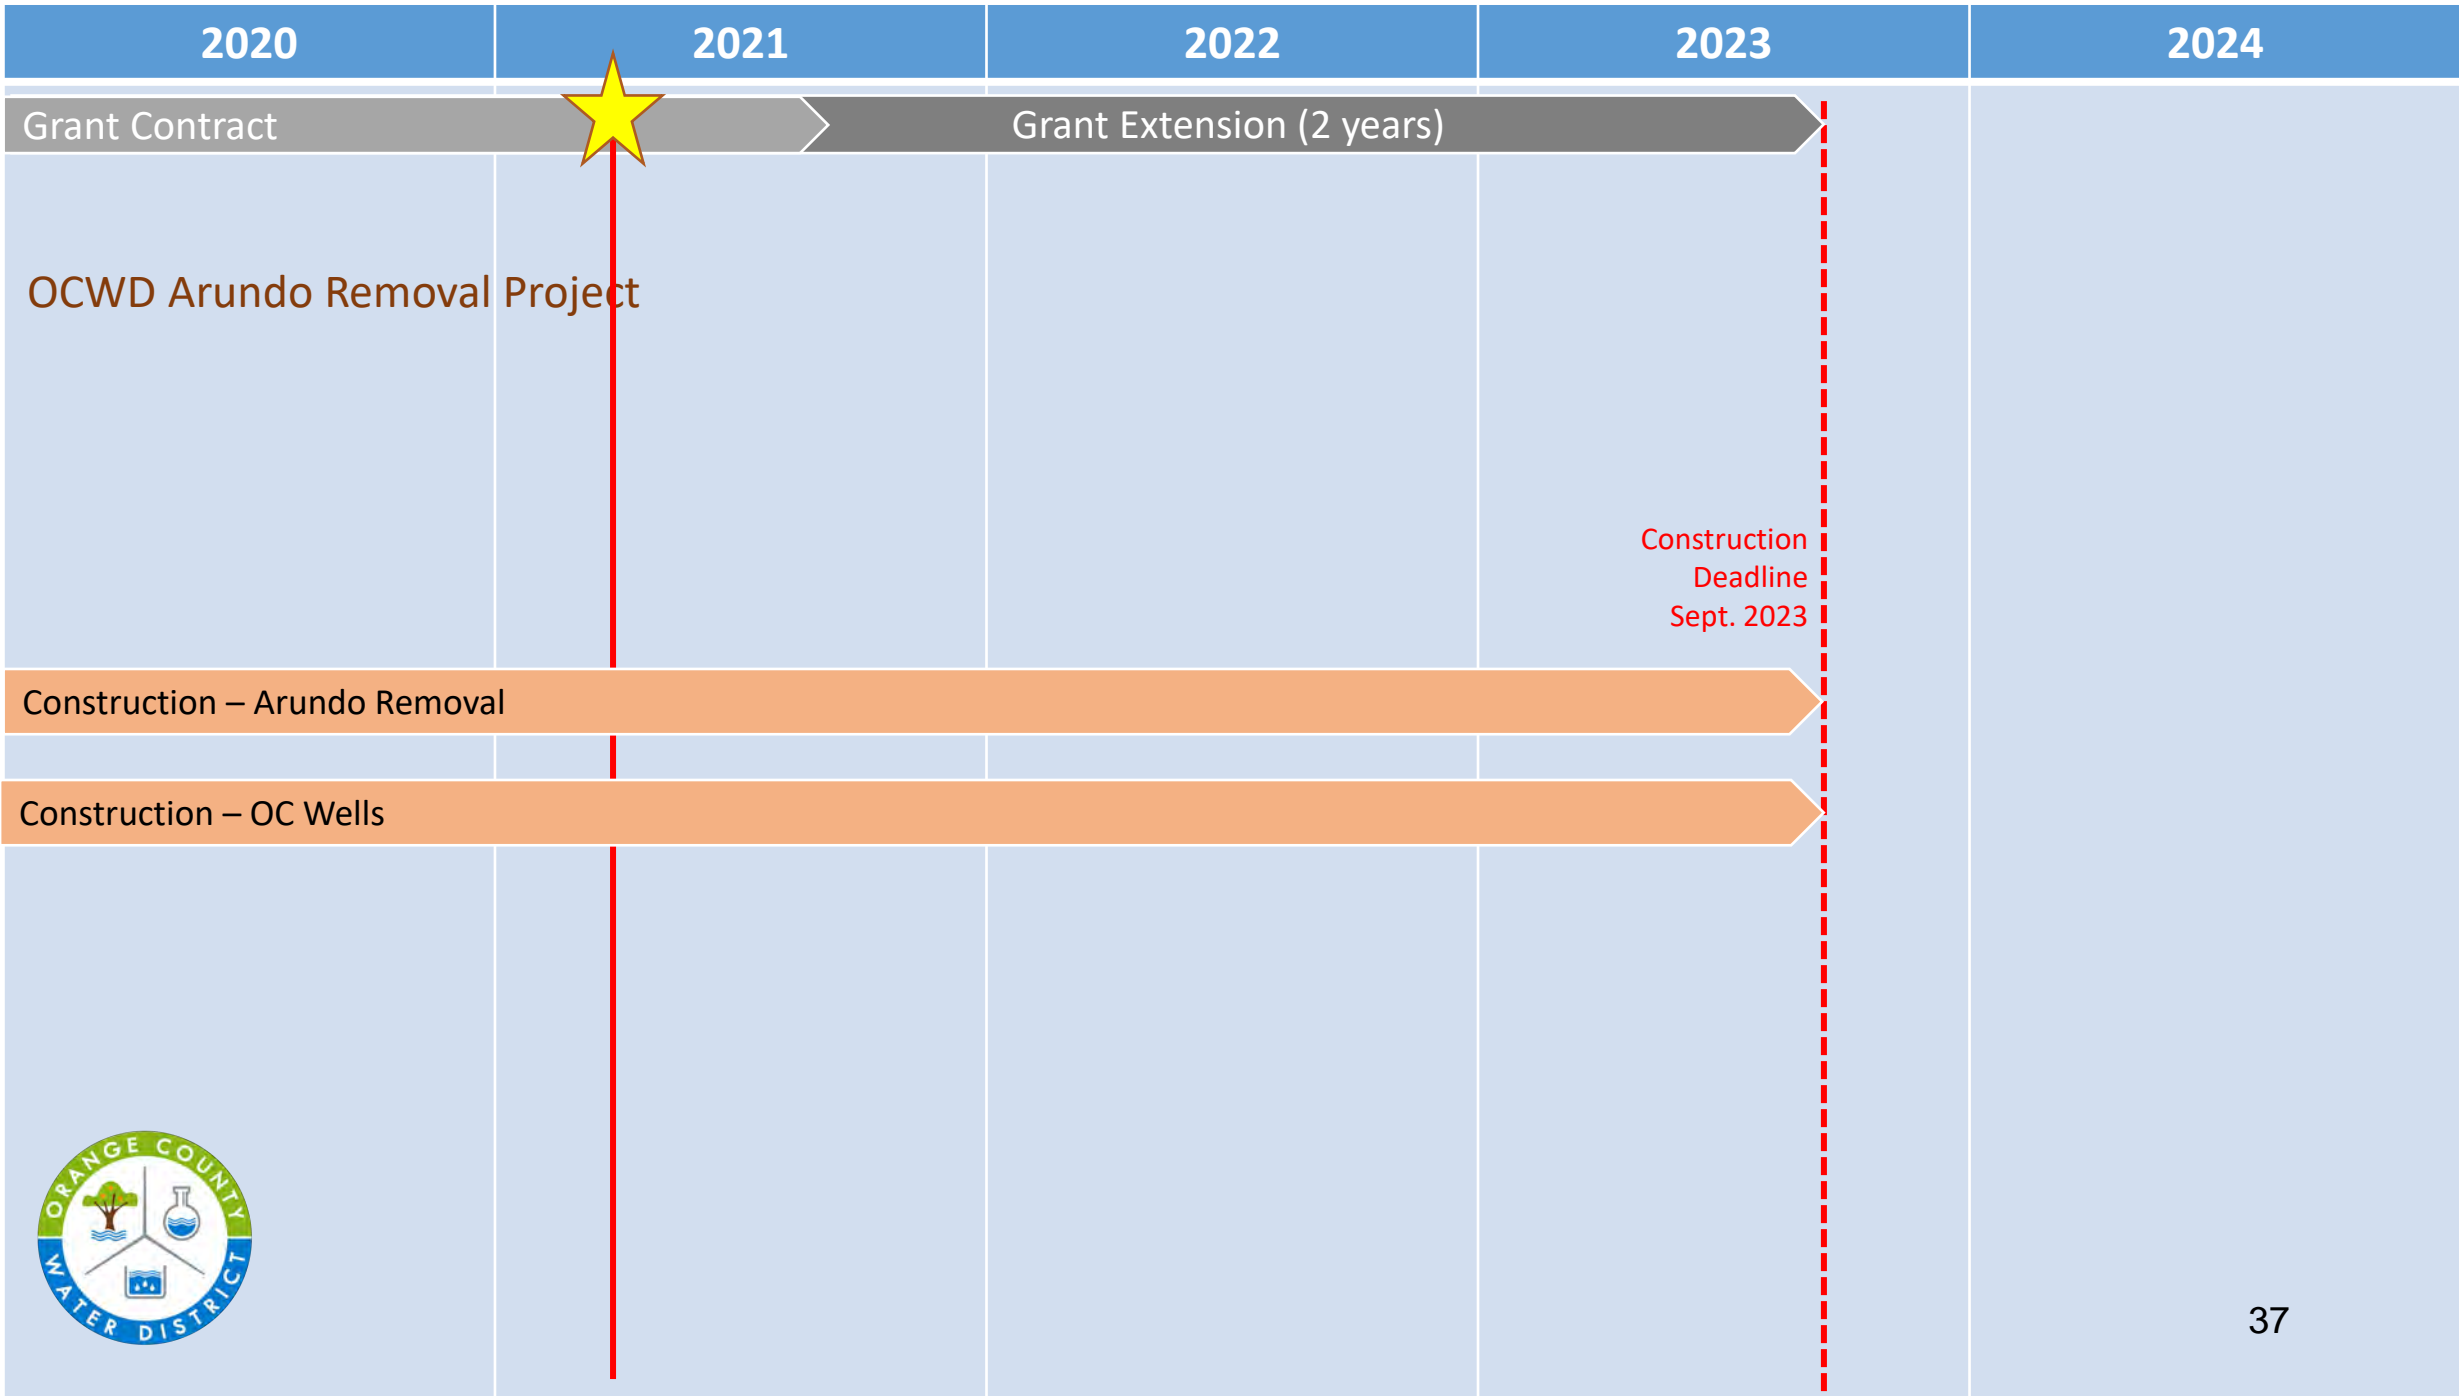 2020 2021 2022 2023 2024
Grant Contract Grant Extension (2 years)
OCWD Arundo Removal Project
Construction
Deadline
Sept. 2023
Construction – Arundo Removal
Construction – OC Wells
ORANGE COUNTY
WATER DISTRICT
37